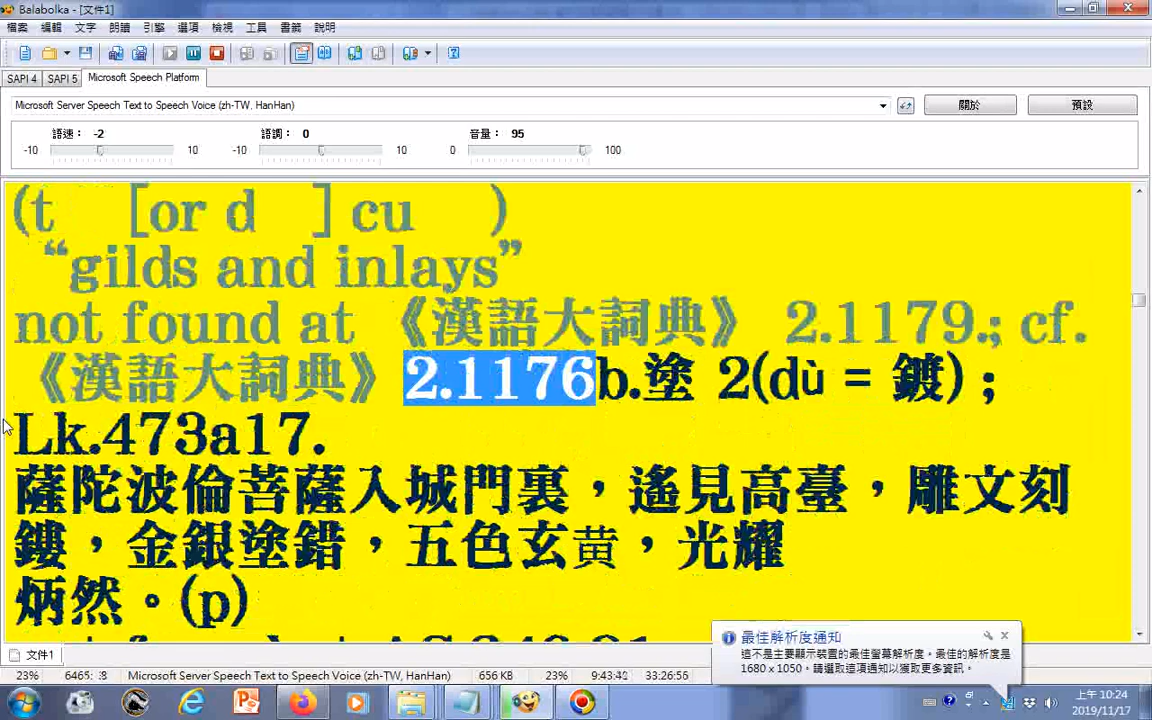 Balabolka - [文件1]
檔案 編輯 文字 朗讀 引擎 選項 檢視 工具 書籤 說明
SAPI 4 SAPI 5 Microsoft Speech Platform
Microsoft Server Speech Text to Speech Voice (zh-TW, HanHan) 關於 預設
語速： -2 語調： 0 音量： 95
-10 10 -10 10 0 100
(t [or d ] cu )
“gilds and inlays”
not found at 《漢語大詞典》 2.1179.; cf.
《漢語大詞典》 2.1176b.塗 2(dù = 鍍)；
Lk.473a17.
薩陀波倫菩薩入城門裏，遙見高臺，雕文刻
鏤，金銀塗錯，五色玄黄，光耀
炳然。(p)
最佳解析度通知
這不是主要顯示裝置的最佳螢幕解析度。最佳的解析度是
1680 x 1050。請選取這項通知以獲取更多資訊。
文件1
23% Microsoft Server Speech Text to Speech Voice (zh-TW, HanHan) 656 KB 23% 33:26:55
上午 10:24
2019/11/17